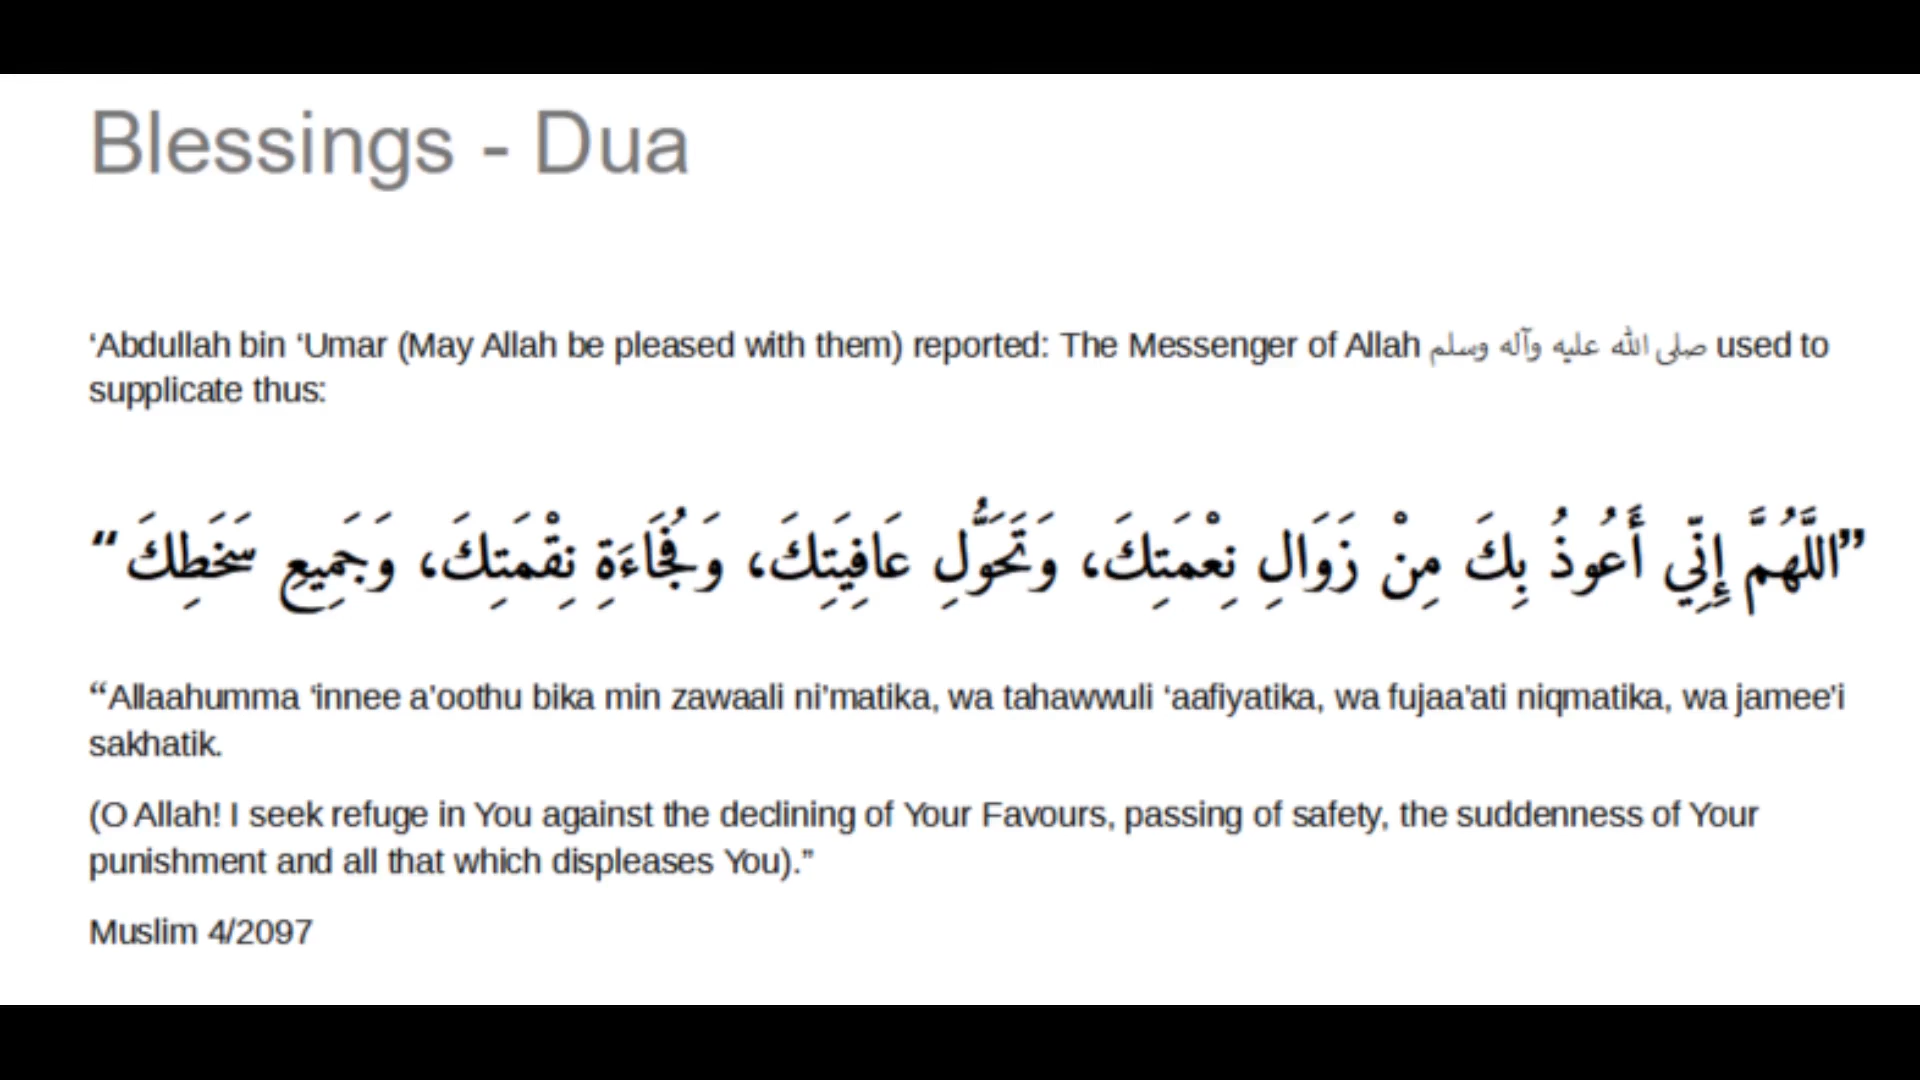 Blessings - Dua
‘Abdullah bin ‘Umar (May Allah be pleased with them) reported: The Messenger of Allah صلى الله عليه وآله وسلم used to
supplicate thus:
”اللَّهُمَّ إِنِّي أَعُوذُ بِكَ مِنْ زَوَالِ نِعْمَتِكَ، وَتَحَوُّلِ عَافِيَتِكَ، وَفُجَاءَةِ نِقْمَتِكَ، وَجَمِيعِ سَخَطِكَ“
“Allaahumma ‘innee a’oothu bika min zawaali ni’matika, wa tahawwuli ‘aafiyatika, wa fujaa'ati niqmatika, wa jamee’i
sakhatik.
(O Allah! I seek refuge in You against the declining of Your Favours, passing of safety, the suddenness of Your
punishment and all that which displeases You).”
Muslim 4/2097